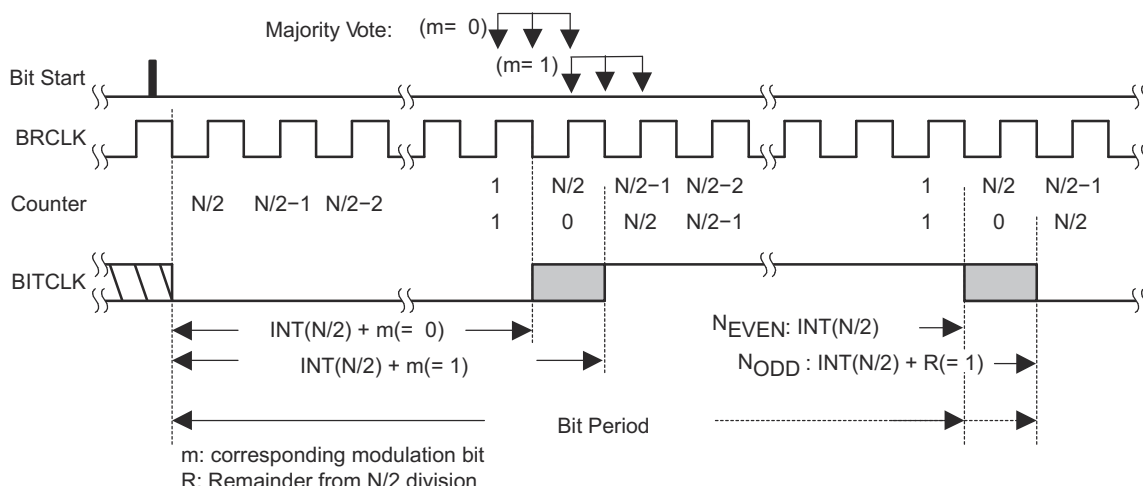 Majority Vote: (m= 0)
(m= 1)
Bit Start
BRCLK
Counter
N/2 N/2−1 N/2−2 1 N/2 N/2−1 N/2−2 1 N/2 N/2−1
1 0 N/2 N/2−1 1 0 N/2
BITCLK
INT(N/2) + m(= 0) NEVEN: INT(N/2)
INT(N/2) + m(= 1) NODD : INT(N/2) + R(= 1)
Bit Period
m: corresponding modulation bit
R: Remainder from N/2 division